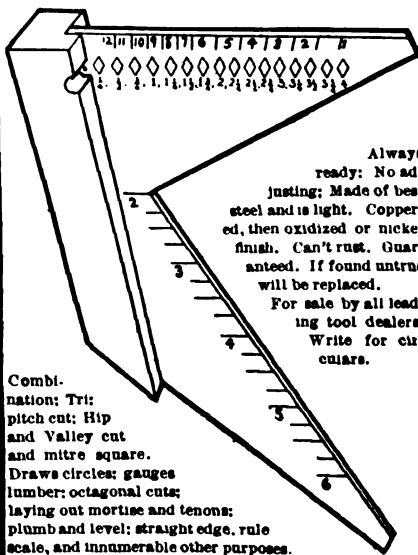 12 11 10 9 8 7 6 5 4 3 2 1
2
3
4
5
6
Always
ready; No ad
justing; Made of bes
steel and is light. Copper
ed, then oxidized or nicke
finish. Can't rust. Guar
anteed. If found untru
will be replaced.
For sale by all lead
ing tool dealers
Write for cir
culars.
Combi-
nation; Tri;
pitch cut; Hip
and Valley cut
and mitre square.
Draws circles; gauges
lumber; octagonal cuts;
laying out mortise and tenons;
plumb and level; straight edge, rule
scale, and innumerable other purposes.